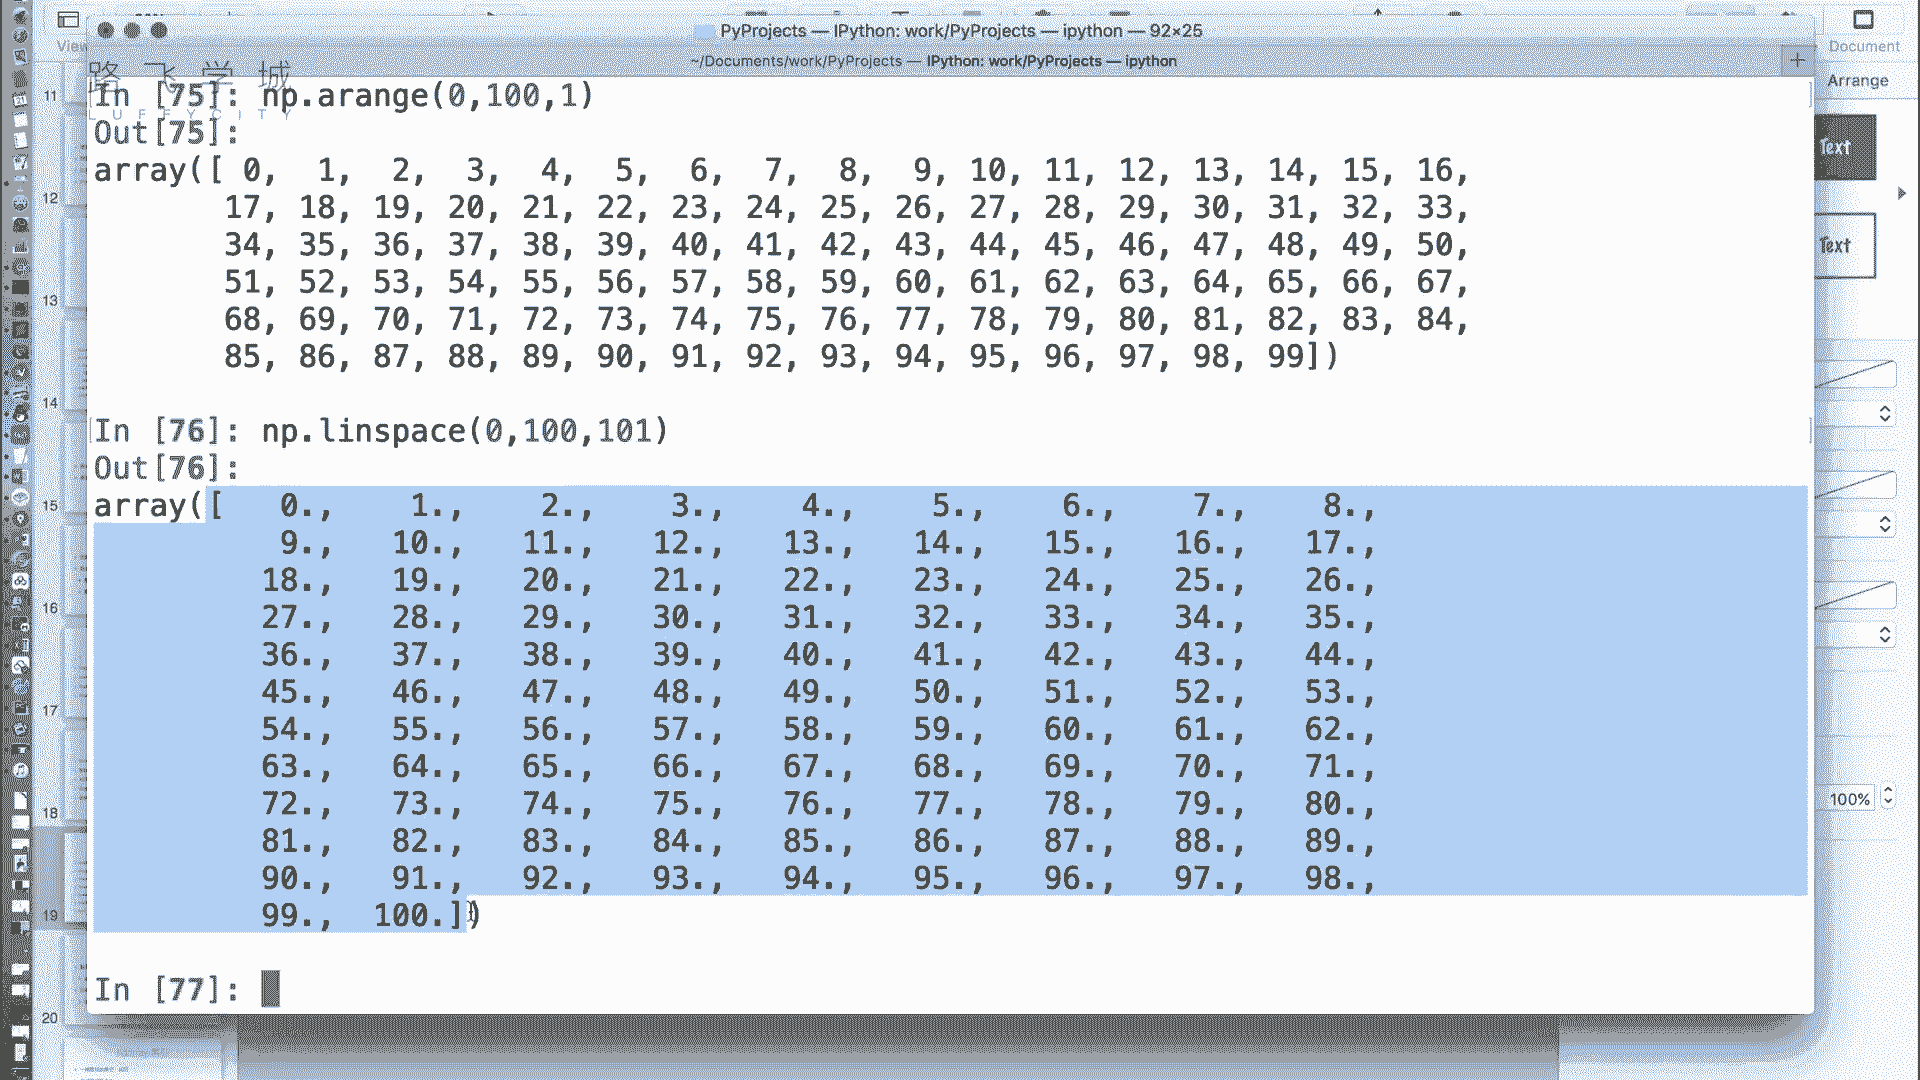 PyProjects — IPython: work/PyProjects — ipython — 92×25
~/Documents/work/PyProjects — IPython: work/PyProjects — ipython
View
Document
Arrange
路飞学城
LUFFYCITY
In [75]: np.arange(0,100,1)
Out[75]:
array([ 0,  1,  2,  3,  4,  5,  6,  7,  8,  9, 10, 11, 12, 13, 14, 15, 16,
17, 18, 19, 20, 21, 22, 23, 24, 25, 26, 27, 28, 29, 30, 31, 32, 33,
34, 35, 36, 37, 38, 39, 40, 41, 42, 43, 44, 45, 46, 47, 48, 49, 50,
51, 52, 53, 54, 55, 56, 57, 58, 59, 60, 61, 62, 63, 64, 65, 66, 67,
68, 69, 70, 71, 72, 73, 74, 75, 76, 77, 78, 79, 80, 81, 82, 83, 84,
85, 86, 87, 88, 89, 90, 91, 92, 93, 94, 95, 96, 97, 98, 99])
In [76]: np.linspace(0,100,101)
Out[76]:
array([   0.,    1.,    2.,    3.,    4.,    5.,    6.,    7.,    8.,
9.,   10.,   11.,   12.,   13.,   14.,   15.,   16.,   17.,
18.,   19.,   20.,   21.,   22.,   23.,   24.,   25.,   26.,
27.,   28.,   29.,   30.,   31.,   32.,   33.,   34.,   35.,
36.,   37.,   38.,   39.,   40.,   41.,   42.,   43.,   44.,
45.,   46.,   47.,   48.,   49.,   50.,   51.,   52.,   53.,
54.,   55.,   56.,   57.,   58.,   59.,   60.,   61.,   62.,
63.,   64.,   65.,   66.,   67.,   68.,   69.,   70.,   71.,
72.,   73.,   74.,   75.,   76.,   77.,   78.,   79.,   80.,
81.,   82.,   83.,   84.,   85.,   86.,   87.,   88.,   89.,
90.,   91.,   92.,   93.,   94.,   95.,   96.,   97.,   98.,
99.,  100.])
In [77]:
11
12
13
14
15
16
17
18
19
20
Text
Text
100%